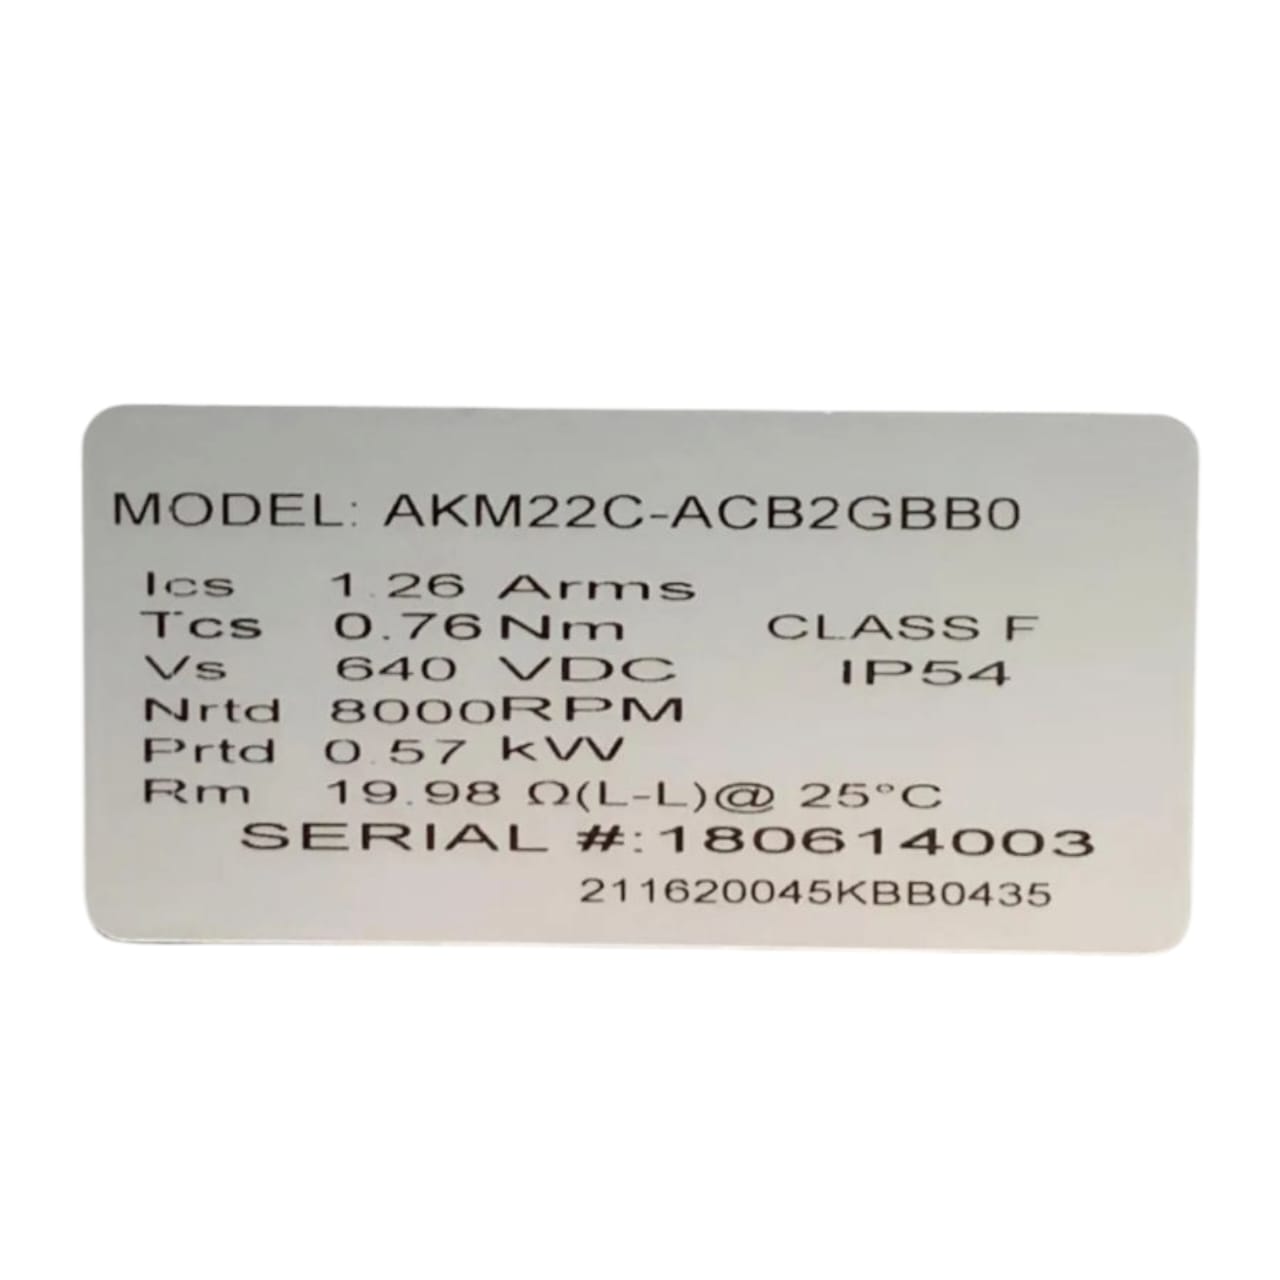 MODEL: AKM22C-ACB2GBB0
Ics 1.26 Arms
Tcs 0.76 Nm CLASS F
Vs 640 VDC IP54
Nrtd 8000RPM
Prtd 0.57 kW
Rm 19.98 Ω(L-L)@ 25°C
SERIAL #:180614003
211620045KBB0435